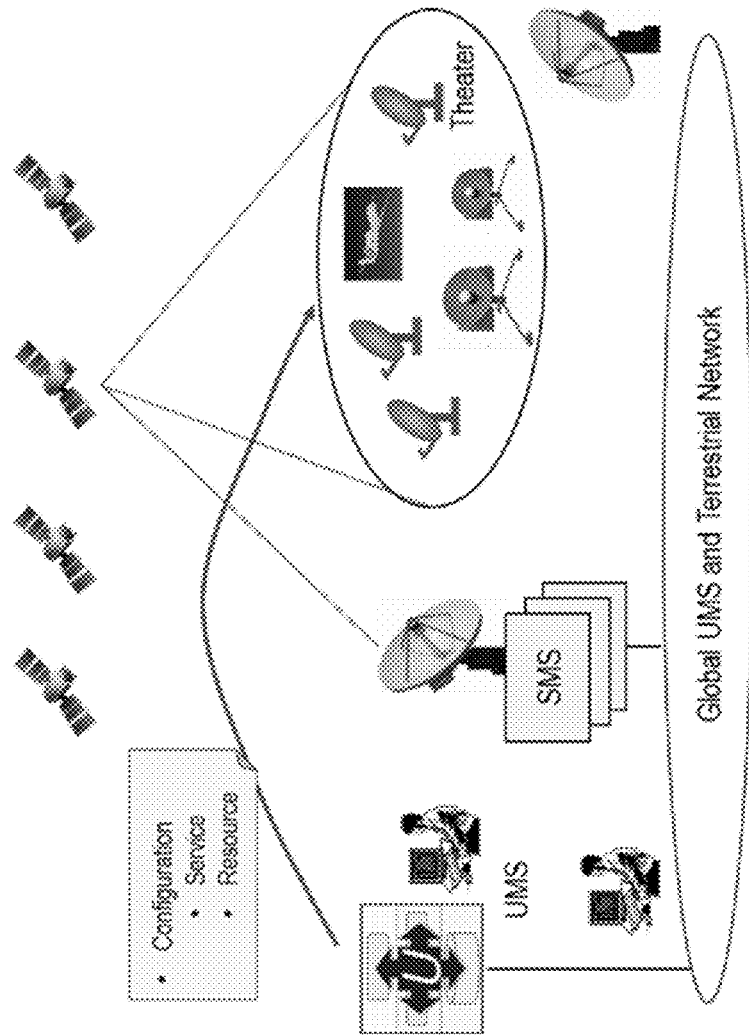 • Configuration
• Service
• Resource
U
UMS
SMS
Theater
Global UMS and Terrestrial Network